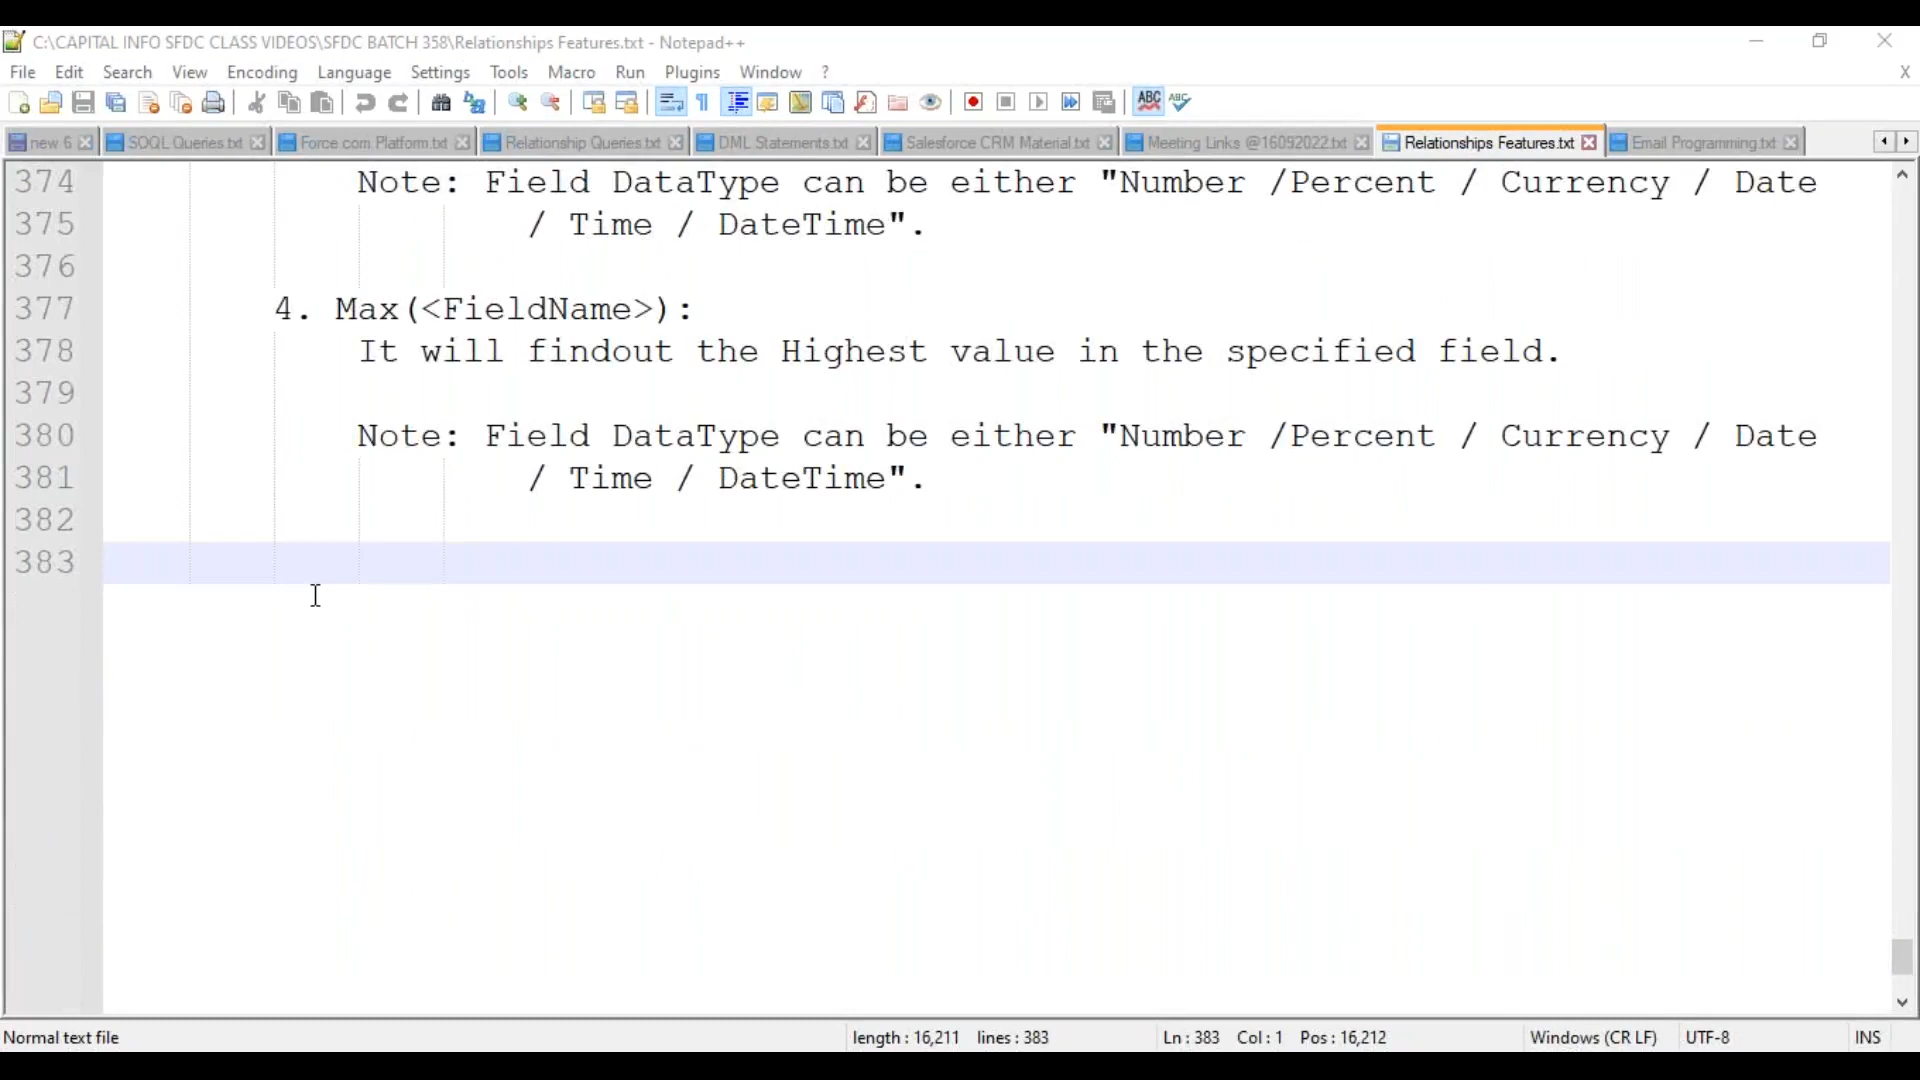 C:\CAPITAL INFO SFDC CLASS VIDEOS\SFDC BATCH 358\Relationships Features.txt - Notepad++
File Edit Search View Encoding Language Settings Tools Macro Run Plugins Window ? X
new 6 SOQL Queries.txt Force com Platform.txt Relationship Queries.txt DML Statements.txt Salesforce CRM Material.txt Meeting Links @16092022.txt Relationships Features.txt Email Programming.txt
374 Note: Field DataType can be either "Number /Percent / Currency / Date
375 / Time / DateTime".
376
377 4. Max(<FieldName>):
378 It will findout the Highest value in the specified field.
379
380 Note: Field DataType can be either "Number /Percent / Currency / Date
381 / Time / DateTime".
382
383
Normal text file length : 16,211 lines : 383 Ln : 383 Col : 1 Pos : 16,212 Windows (CR LF) UTF-8 INS